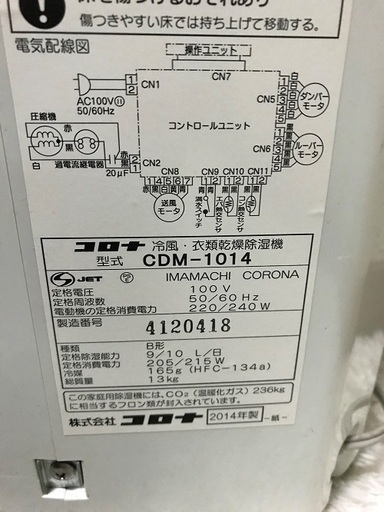 傷つきやすい床では持ち上げて移動する。
電気配線図
操作ユニット
CN1
CN7
AC100V
50/60Hz
CN5
ダンパー
モータ
圧縮機
赤
黒
コントロールユニット
ルーバー
モータ
CN6
白
過電流継電器
20μF
CN2
CN8
CN9
CN10
CN11
送風
モータ
満水スイッチ
コロナ 冷風・衣類乾燥除湿機
型式 CDM-1014
S JET
IMAMACHI CORONA
定格電圧 100V
定格周波数 50/60Hz
電動機の定格消費電力 220/240W
製造番号 4120418
種類 B形
定格除湿能力 9/10 L/日
定格消費電力 205/215W
冷媒 165g(HFC-134a)
総質量 13kg
この家庭用除湿機には、CO₂(温暖化ガス)236kg
に相当するフロン類が封入されています。
株式会社 コロナ 2014年製 -紙-